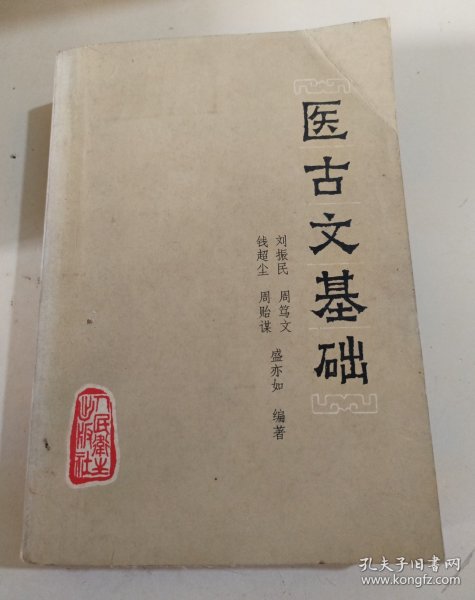 医古文基础
刘振民 周笃文
钱超尘 周贻谋 盛亦如 编著
人民衛生
出版社
孔夫子旧书网
www.kongfz.com